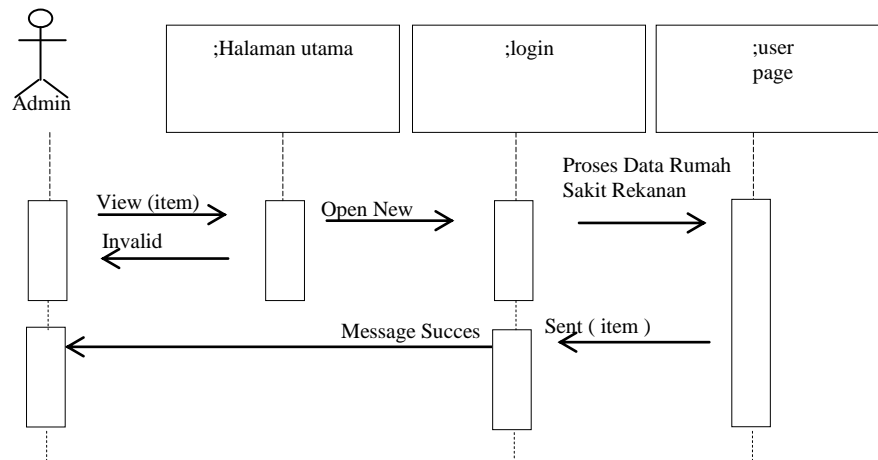 ;Halaman utama
;login
;user
page
Admin
Proses Data Rumah
Sakit Rekanan
View (item)
Open New
Invalid
Message Succes
Sent ( item )